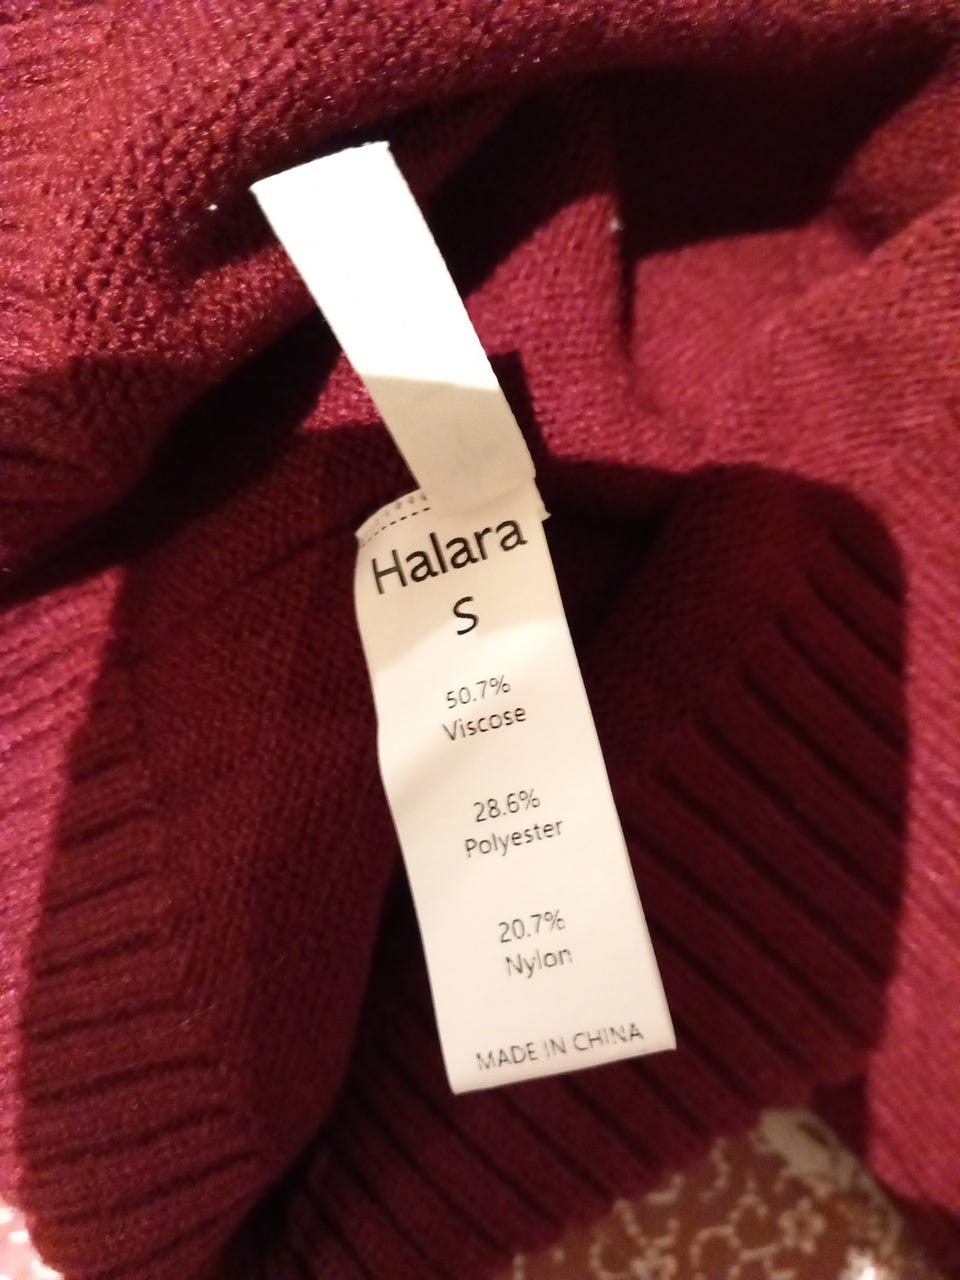 Halara
S
50.7%
Viscose
28.6%
Polyester
20.7%
Nylon
MADE IN CHINA